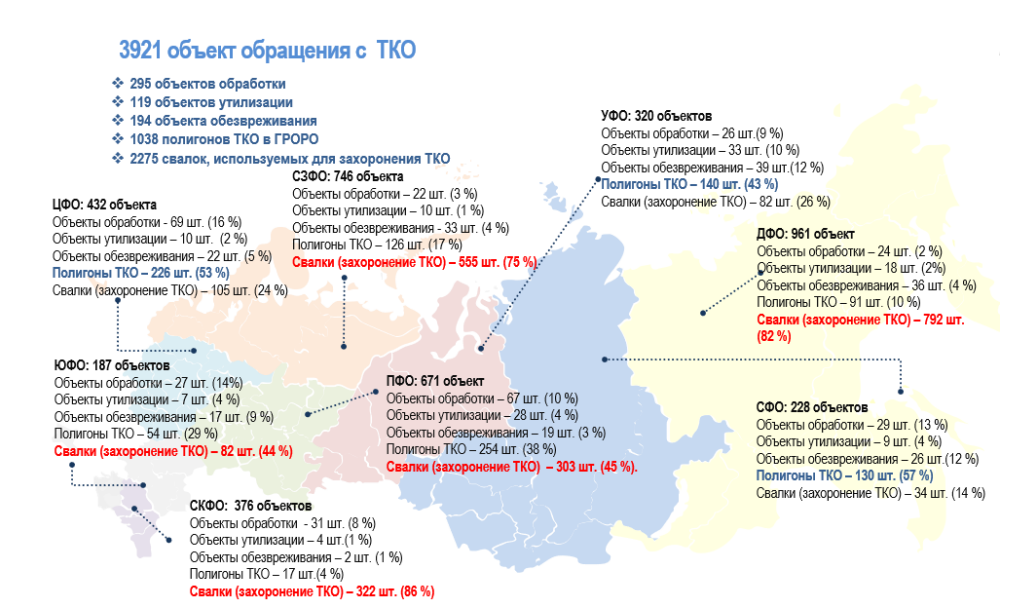 3921 объект обращения с ТКО
❖ 295 объектов обработки
❖ 119 объектов утилизации
❖ 194 объекта обезвреживания
❖ 1038 полигонов ТКО в ГРОРО
❖ 2275 свалок, используемых для захоронения ТКО
СЗФО: 746 объекта
Объекты обработки – 22 шт. (3 %)
Объекты утилизации – 10 шт. (1 %)
Объекты обезвреживания - 33 шт. (4 %)
Полигоны ТКО – 126 шт. (17 %)
Свалки (захоронение ТКО) – 555 шт. (75 %)
ЦФО: 432 объекта
Объекты обработки - 69 шт. (16 %)
Объекты утилизации – 10 шт. (2 %)
Объекты обезвреживания – 22 шт. (5 %)
Полигоны ТКО – 226 шт. (53 %)
Свалки (захоронение ТКО) – 105 шт. (24 %)
УФО: 320 объектов
Объекты обработки – 26 шт.(9 %)
Объекты утилизации – 33 шт. (10 %)
Объекты обезвреживания – 39 шт.(12 %)
Полигоны ТКО – 140 шт. (43 %)
Свалки (захоронение ТКО) – 82 шт. (26 %)
ДФО: 961 объект
Объекты обработки – 24 шт. (2 %)
Объекты утилизации – 18 шт. (2%)
Объекты обезвреживания – 36 шт. (4 %)
Полигоны ТКО – 91 шт. (10 %)
Свалки (захоронение ТКО) – 792 шт.
(82 %)
ЮФО: 187 объектов
Объекты обработки – 27 шт. (14%)
Объекты утилизации – 7 шт. (4 %)
Объекты обезвреживания – 17 шт. (9 %)
Полигоны ТКО – 54 шт. (29 %)
Свалки (захоронение ТКО) – 82 шт. (44 %)
ПФО: 671 объект
Объекты обработки – 67 шт. (10 %)
Объекты утилизации – 28 шт. (4 %)
Объекты обезвреживания – 19 шт. (3 %)
Полигоны ТКО – 254 шт. (38 %)
Свалки (захоронение ТКО) – 303 шт. (45 %).
СФО: 228 объектов
Объекты обработки – 29 шт. (13 %)
Объекты утилизации – 9 шт. (4 %)
Объекты обезвреживания – 26 шт.(12 %)
Полигоны ТКО – 130 шт. (57 %)
Свалки (захоронение ТКО) – 34 шт. (14 %)
СКФО: 376 объектов
Объекты обработки - 31 шт. (8 %)
Объекты утилизации – 4 шт.(1 %)
Объекты обезвреживания – 2 шт. (1 %)
Полигоны ТКО – 17 шт.(4 %)
Свалки (захоронение ТКО) – 322 шт. (86 %)